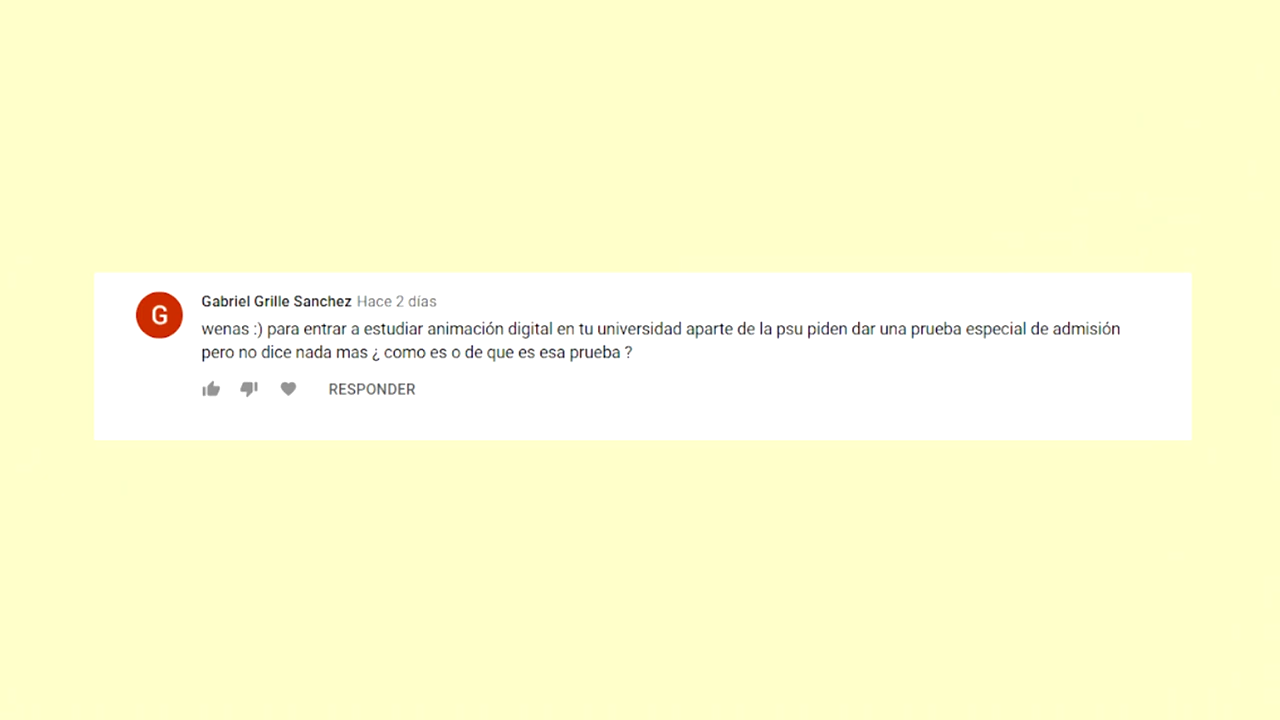 G
Gabriel Grille Sanchez Hace 2 días
wenas :) para entrar a estudiar animación digital en tu universidad aparte de la psu piden dar una prueba especial de admisión
pero no dice nada mas ¿ como es o de que es esa prueba ?
RESPONDER